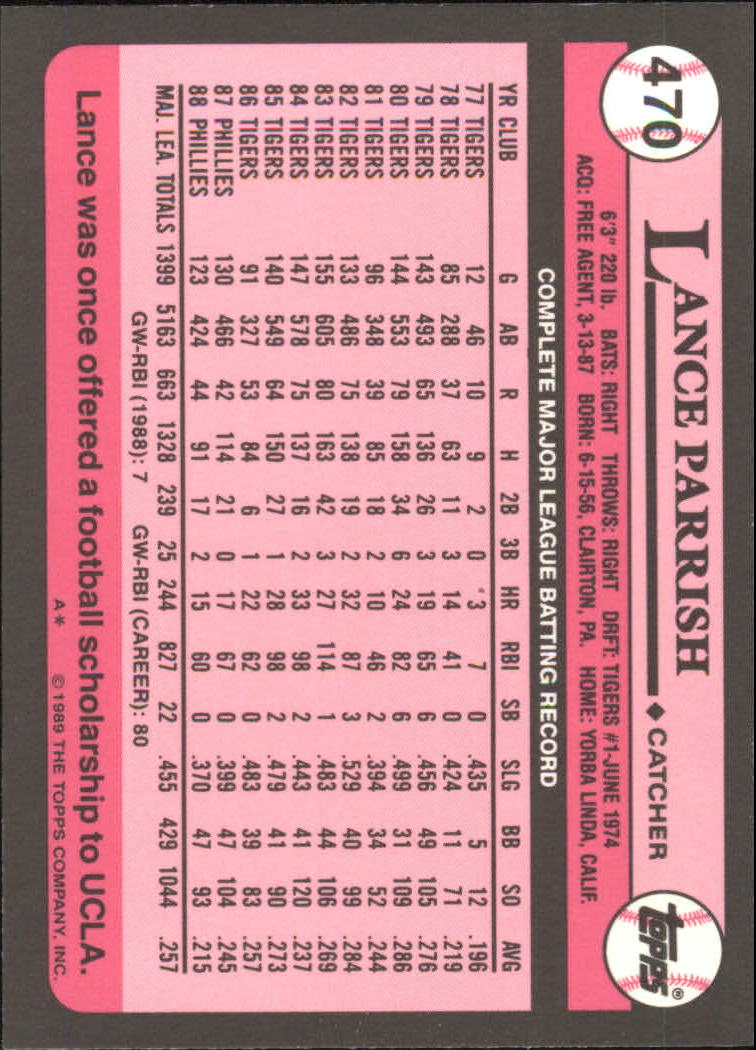 470
LANCE PARRISH ♦ CATCHER
topps®
6'3" 220 lb. BATS: RIGHT THROWS: RIGHT DRFT: TIGERS #1-JUNE 1974
ACQ: FREE AGENT, 3-13-87 BORN: 6-15-56, CLAIRTON, PA. HOME: YORBA LINDA, CALIF.
COMPLETE MAJOR LEAGUE BATTING RECORD
YR CLUB G AB R H 2B 3B HR RBI SB SLG BB SO AVG
77 TIGERS 12 46 10 9 2 0 3 7 0 .435 5 12 .196
78 TIGERS 85 288 37 63 11 3 14 41 0 .424 11 71 .219
79 TIGERS 143 493 65 136 26 3 19 65 6 .456 49 105 .276
80 TIGERS 144 553 79 158 34 6 24 82 6 .499 31 109 .286
81 TIGERS 96 348 39 85 18 2 10 46 2 .394 34 52 .244
82 TIGERS 133 486 75 138 19 2 32 87 3 .529 40 99 .284
83 TIGERS 155 605 80 163 42 3 27 114 1 .483 44 106 .269
84 TIGERS 147 578 75 137 16 2 33 98 2 .443 41 120 .237
85 TIGERS 140 549 64 150 27 1 28 98 2 .479 41 90 .273
86 TIGERS 91 327 53 84 6 1 22 62 0 .483 39 83 .257
87 PHILLIES 130 466 42 114 21 0 17 67 0 .399 47 104 .245
88 PHILLIES 123 424 44 91 17 2 15 60 0 .370 47 93 .215
MAJ. LEA. TOTALS 1399 5163 663 1328 239 25 244 827 22 .455 429 1044 .257
GW-RBI (1988): 7 GW-RBI (CAREER): 80
Lance was once offered a football scholarship to UCLA.
A* © 1989 THE TOPPS COMPANY, INC.